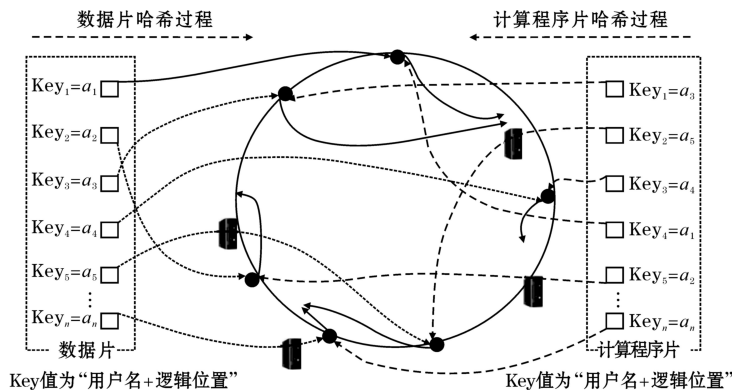 数据片哈希过程
计算程序片哈希过程
Key₁=a₁
Key₂=a₂
Key₃=a₃
Key₄=a₄
Key₅=a₅
⋮
Keyₙ=aₙ
数据片
Key值为“用户名+逻辑位置”
Key₁=a₃
Key₂=a₅
Key₃=a₄
Key₄=a₁
Key₅=a₂
⋮
Keyₙ=aₙ
计算程序片
Key值为“用户名+逻辑位置”